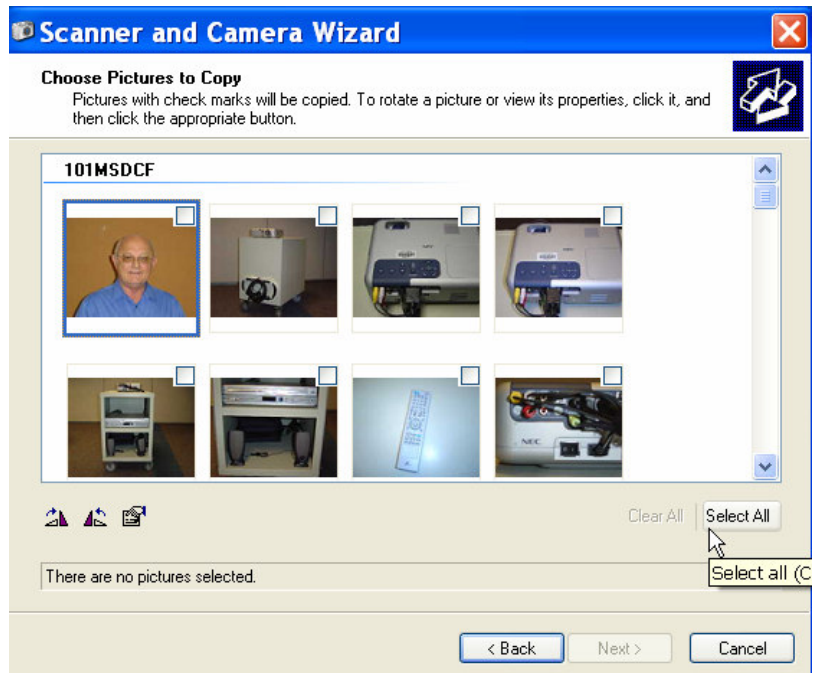 Scanner and Camera Wizard
Choose Pictures to Copy
Pictures with check marks will be copied. To rotate a picture or view its properties, click it, and
then click the appropriate button.
101MSDCF
NEC
Clear All
Select All
There are no pictures selected.
Select all (C
< Back
Next >
Cancel